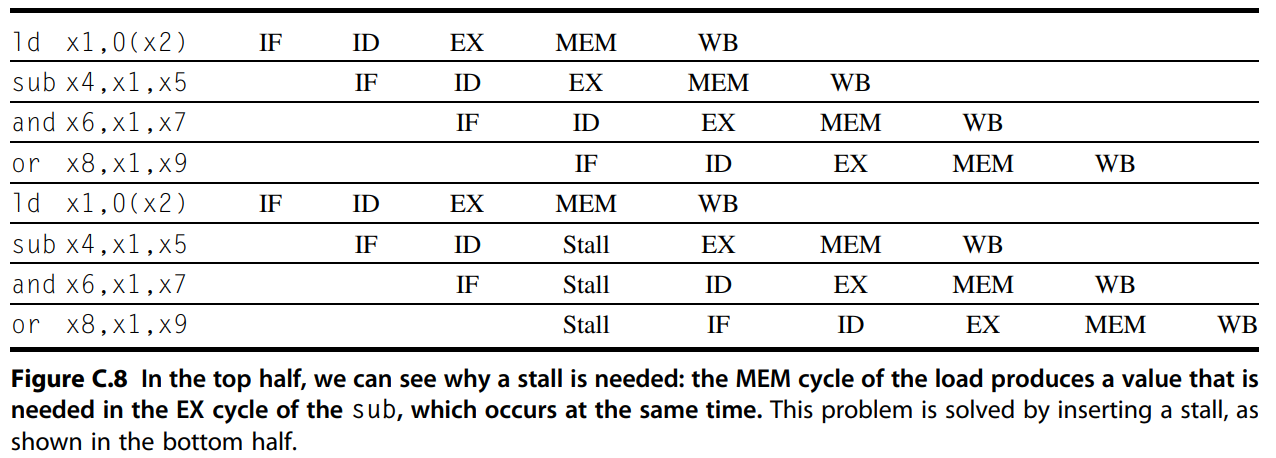 ld x1,0(x2) IF ID EX MEM WB
sub x4,x1,x5 IF ID EX MEM WB
and x6,x1,x7 IF ID EX MEM WB
or x8,x1,x9 IF ID EX MEM WB
ld x1,0(x2) IF ID EX MEM WB
sub x4,x1,x5 IF ID Stall EX MEM WB
and x6,x1,x7 IF Stall ID EX MEM WB
or x8,x1,x9 Stall IF ID EX MEM WB
Figure C.8 In the top half, we can see why a stall is needed: the MEM cycle of the load produces a value that is
needed in the EX cycle of the sub, which occurs at the same time. This problem is solved by inserting a stall, as
shown in the bottom half.